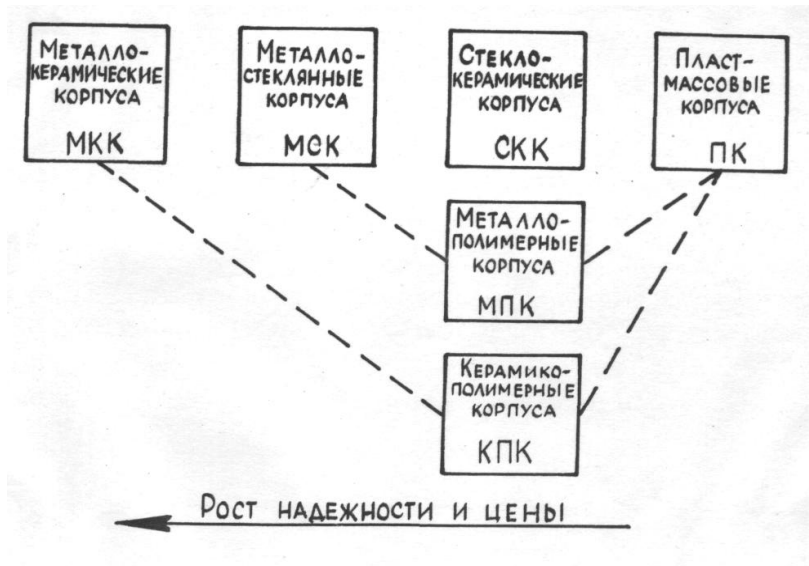 Металло-
керамические
корпуса
МКК
Металло-
стеклянные
корпуса
МСК
Стекло-
керамические
корпуса
СКК
Пласт-
массовые
корпуса
ПК
Металло-
полимерные
корпуса
МПК
Керамико-
полимерные
корпуса
КПК
Рост надежности и цены